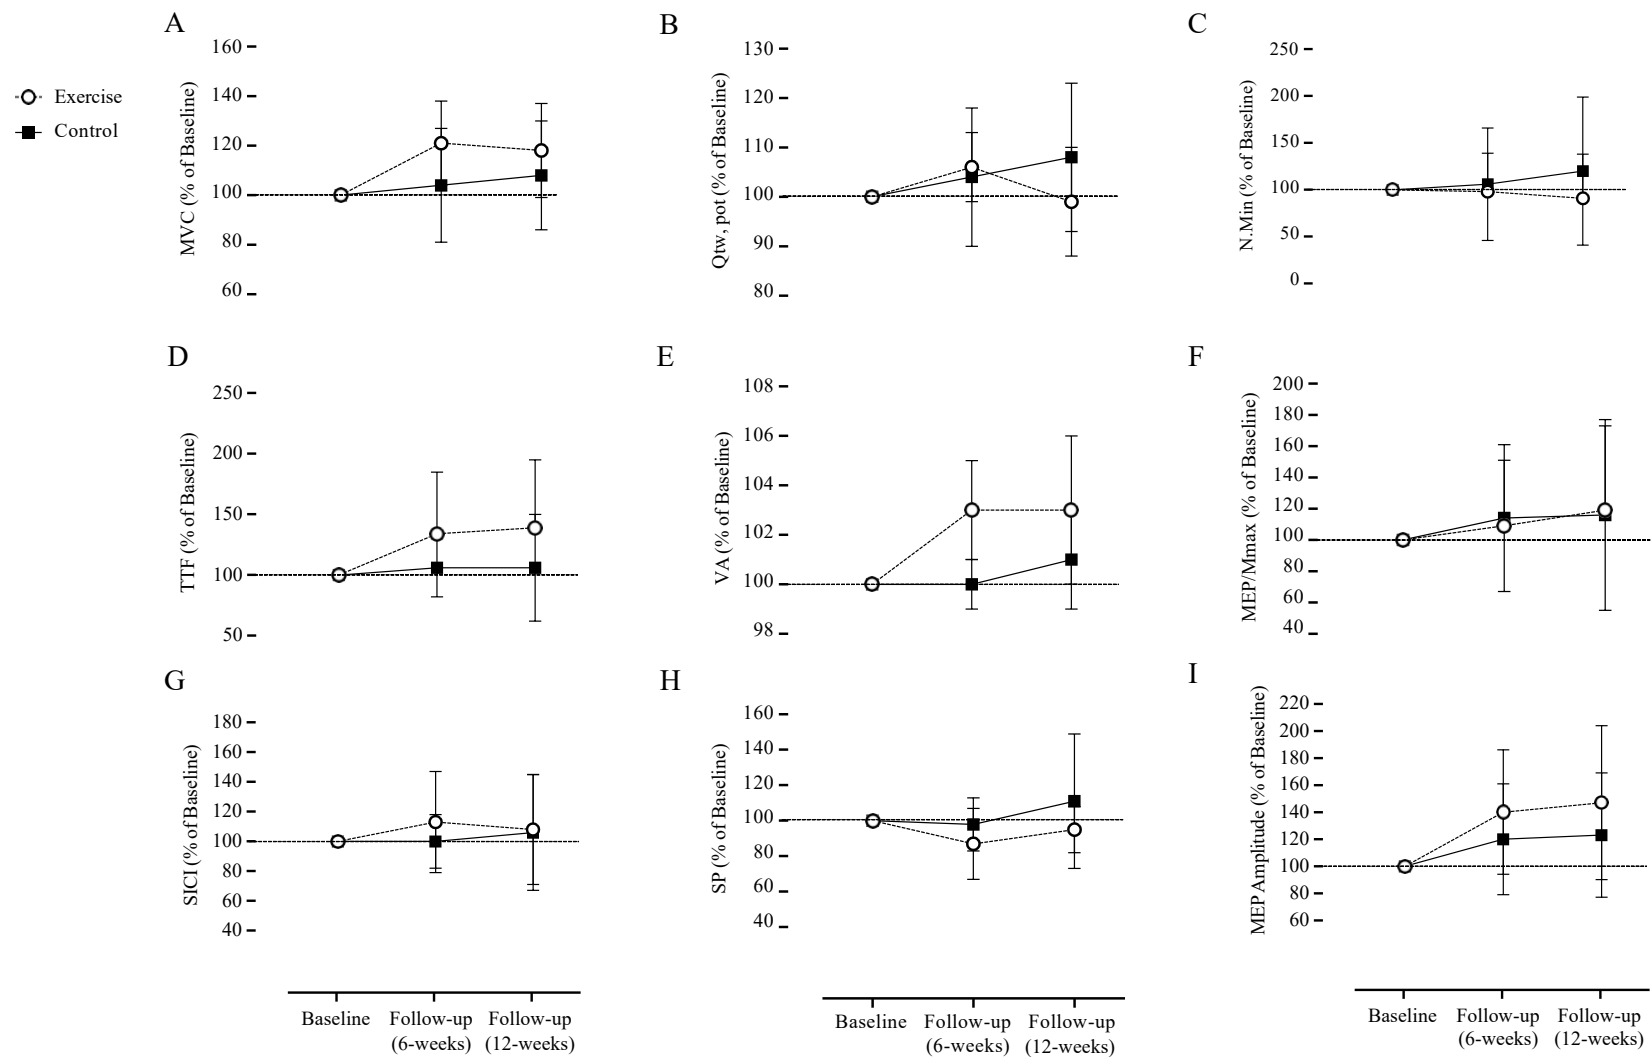 A
B
C
Exercise
Control
MVC (% of Baseline)
160
140
120
100
80
60
Qtw, pot (% of Baseline)
130
120
110
100
90
80
N.Min (% of Baseline)
250
200
150
100
50
0
D
E
F
TTF (% of Baseline)
250
200
150
100
50
VA (% of Baseline)
108
106
104
102
100
98
MEP/Mmax (% of Baseline)
200
180
160
140
120
100
80
60
40
G
H
I
SICI (% of Baseline)
180
160
140
120
100
80
60
40
SP (% of Baseline)
160
140
120
100
80
60
40
MEP Amplitude (% of Baseline)
220
200
180
160
140
120
100
80
60
Baseline
Follow-up
(6-weeks)
Follow-up
(12-weeks)
Baseline
Follow-up
(6-weeks)
Follow-up
(12-weeks)
Baseline
Follow-up
(6-weeks)
Follow-up
(12-weeks)